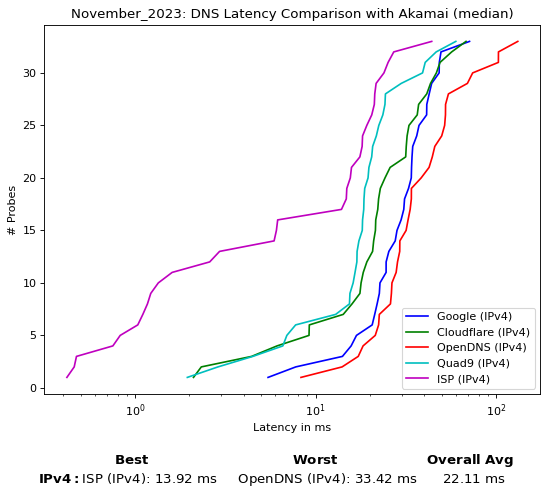 November_2023: DNS Latency Comparison with Akamai (median)
# Probes
30
25
20
15
10
5
0
Google (IPv4)
Cloudflare (IPv4)
OpenDNS (IPv4)
Quad9 (IPv4)
ISP (IPv4)
10⁰ 10¹ 10²
Latency in ms
Best Worst Overall Avg
IPv4: ISP (IPv4): 13.92 ms OpenDNS (IPv4): 33.42 ms 22.11 ms